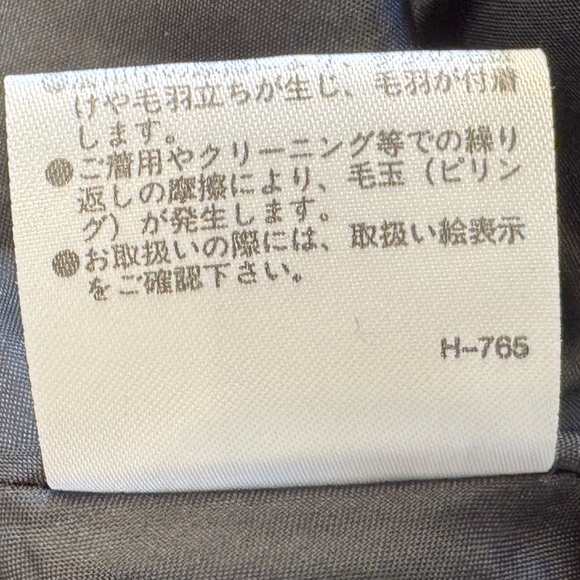 けや毛羽立ちが生じ、毛羽が付着
します。
●ご着用やクリーニング等での繰り
返しの摩擦により、毛玉（ピリン
グ）が発生します。
●お取扱いの際には、取扱い絵表示
をご確認下さい。
H-765